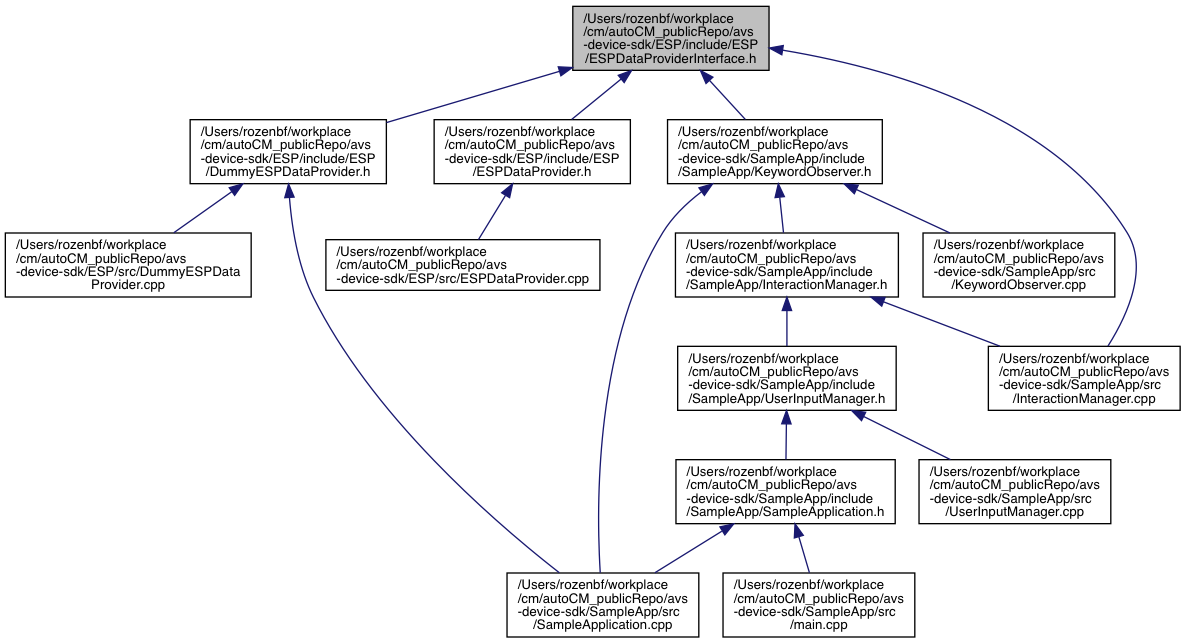 /Users/rozenbf/workplace
/cm/autoCM_publicRepo/avs
-device-sdk/ESP/include/ESP
/ESPDataProviderInterface.h
/Users/rozenbf/workplace
/cm/autoCM_publicRepo/avs
-device-sdk/ESP/include/ESP
/DummyESPDataProvider.h
/Users/rozenbf/workplace
/cm/autoCM_publicRepo/avs
-device-sdk/ESP/include/ESP
/ESPDataProvider.h
/Users/rozenbf/workplace
/cm/autoCM_publicRepo/avs
-device-sdk/SampleApp/include
/SampleApp/KeywordObserver.h
/Users/rozenbf/workplace
/cm/autoCM_publicRepo/avs
-device-sdk/ESP/src/DummyESPData
Provider.cpp
/Users/rozenbf/workplace
/cm/autoCM_publicRepo/avs
-device-sdk/ESP/src/ESPDataProvider.cpp
/Users/rozenbf/workplace
/cm/autoCM_publicRepo/avs
-device-sdk/SampleApp/include
/SampleApp/InteractionManager.h
/Users/rozenbf/workplace
/cm/autoCM_publicRepo/avs
-device-sdk/SampleApp/src
/KeywordObserver.cpp
/Users/rozenbf/workplace
/cm/autoCM_publicRepo/avs
-device-sdk/SampleApp/include
/SampleApp/UserInputManager.h
/Users/rozenbf/workplace
/cm/autoCM_publicRepo/avs
-device-sdk/SampleApp/src
/InteractionManager.cpp
/Users/rozenbf/workplace
/cm/autoCM_publicRepo/avs
-device-sdk/SampleApp/include
/SampleApp/SampleApplication.h
/Users/rozenbf/workplace
/cm/autoCM_publicRepo/avs
-device-sdk/SampleApp/src
/UserInputManager.cpp
/Users/rozenbf/workplace
/cm/autoCM_publicRepo/avs
-device-sdk/SampleApp/src
/SampleApplication.cpp
/Users/rozenbf/workplace
/cm/autoCM_publicRepo/avs
-device-sdk/SampleApp/src
/main.cpp